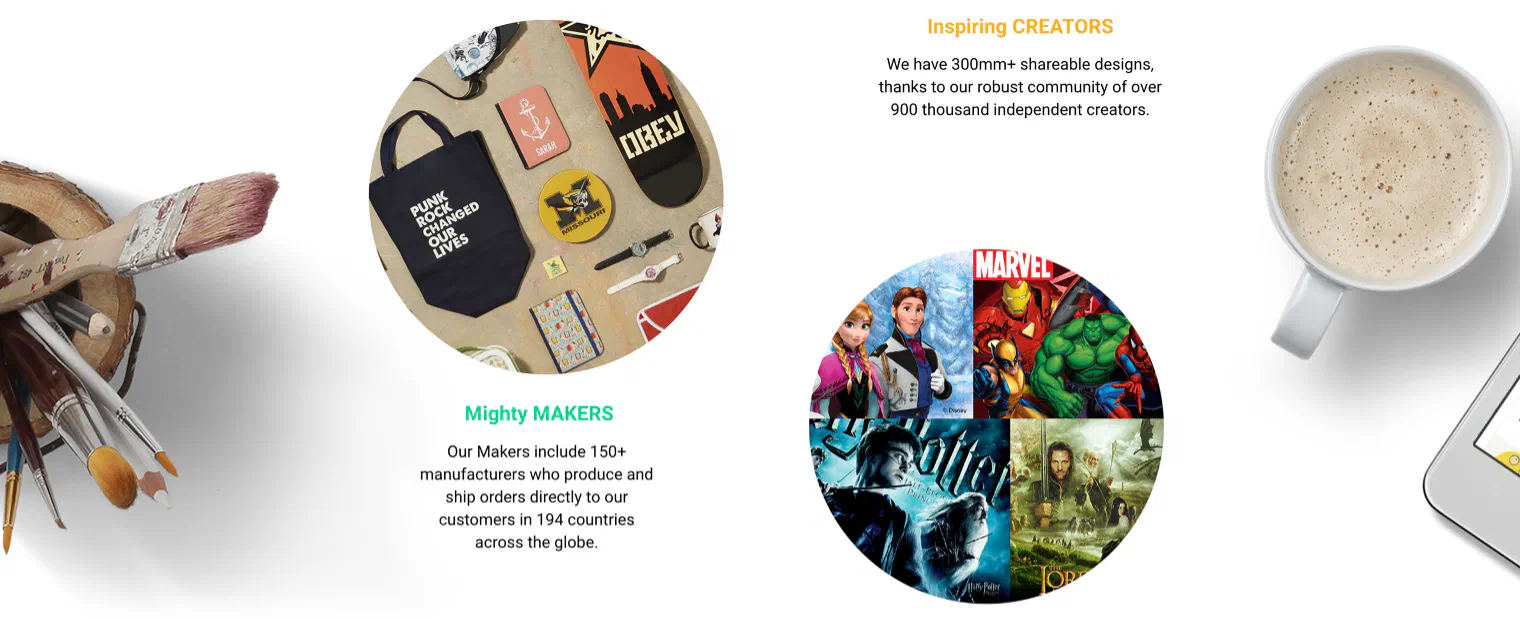 Inspiring CREATORS
We have 300mm+ shareable designs,
thanks to our robust community of over
900 thousand independent creators.
OBEY
SARAH
PUNK
ROCK
CHANGED
OUR
LIVES
M
MISSOURI
Mighty MAKERS
Our Makers include 150+
manufacturers who produce and
ship orders directly to our
customers in 194 countries
across the globe.
MARVEL
© Disney
Harry Potter
THE